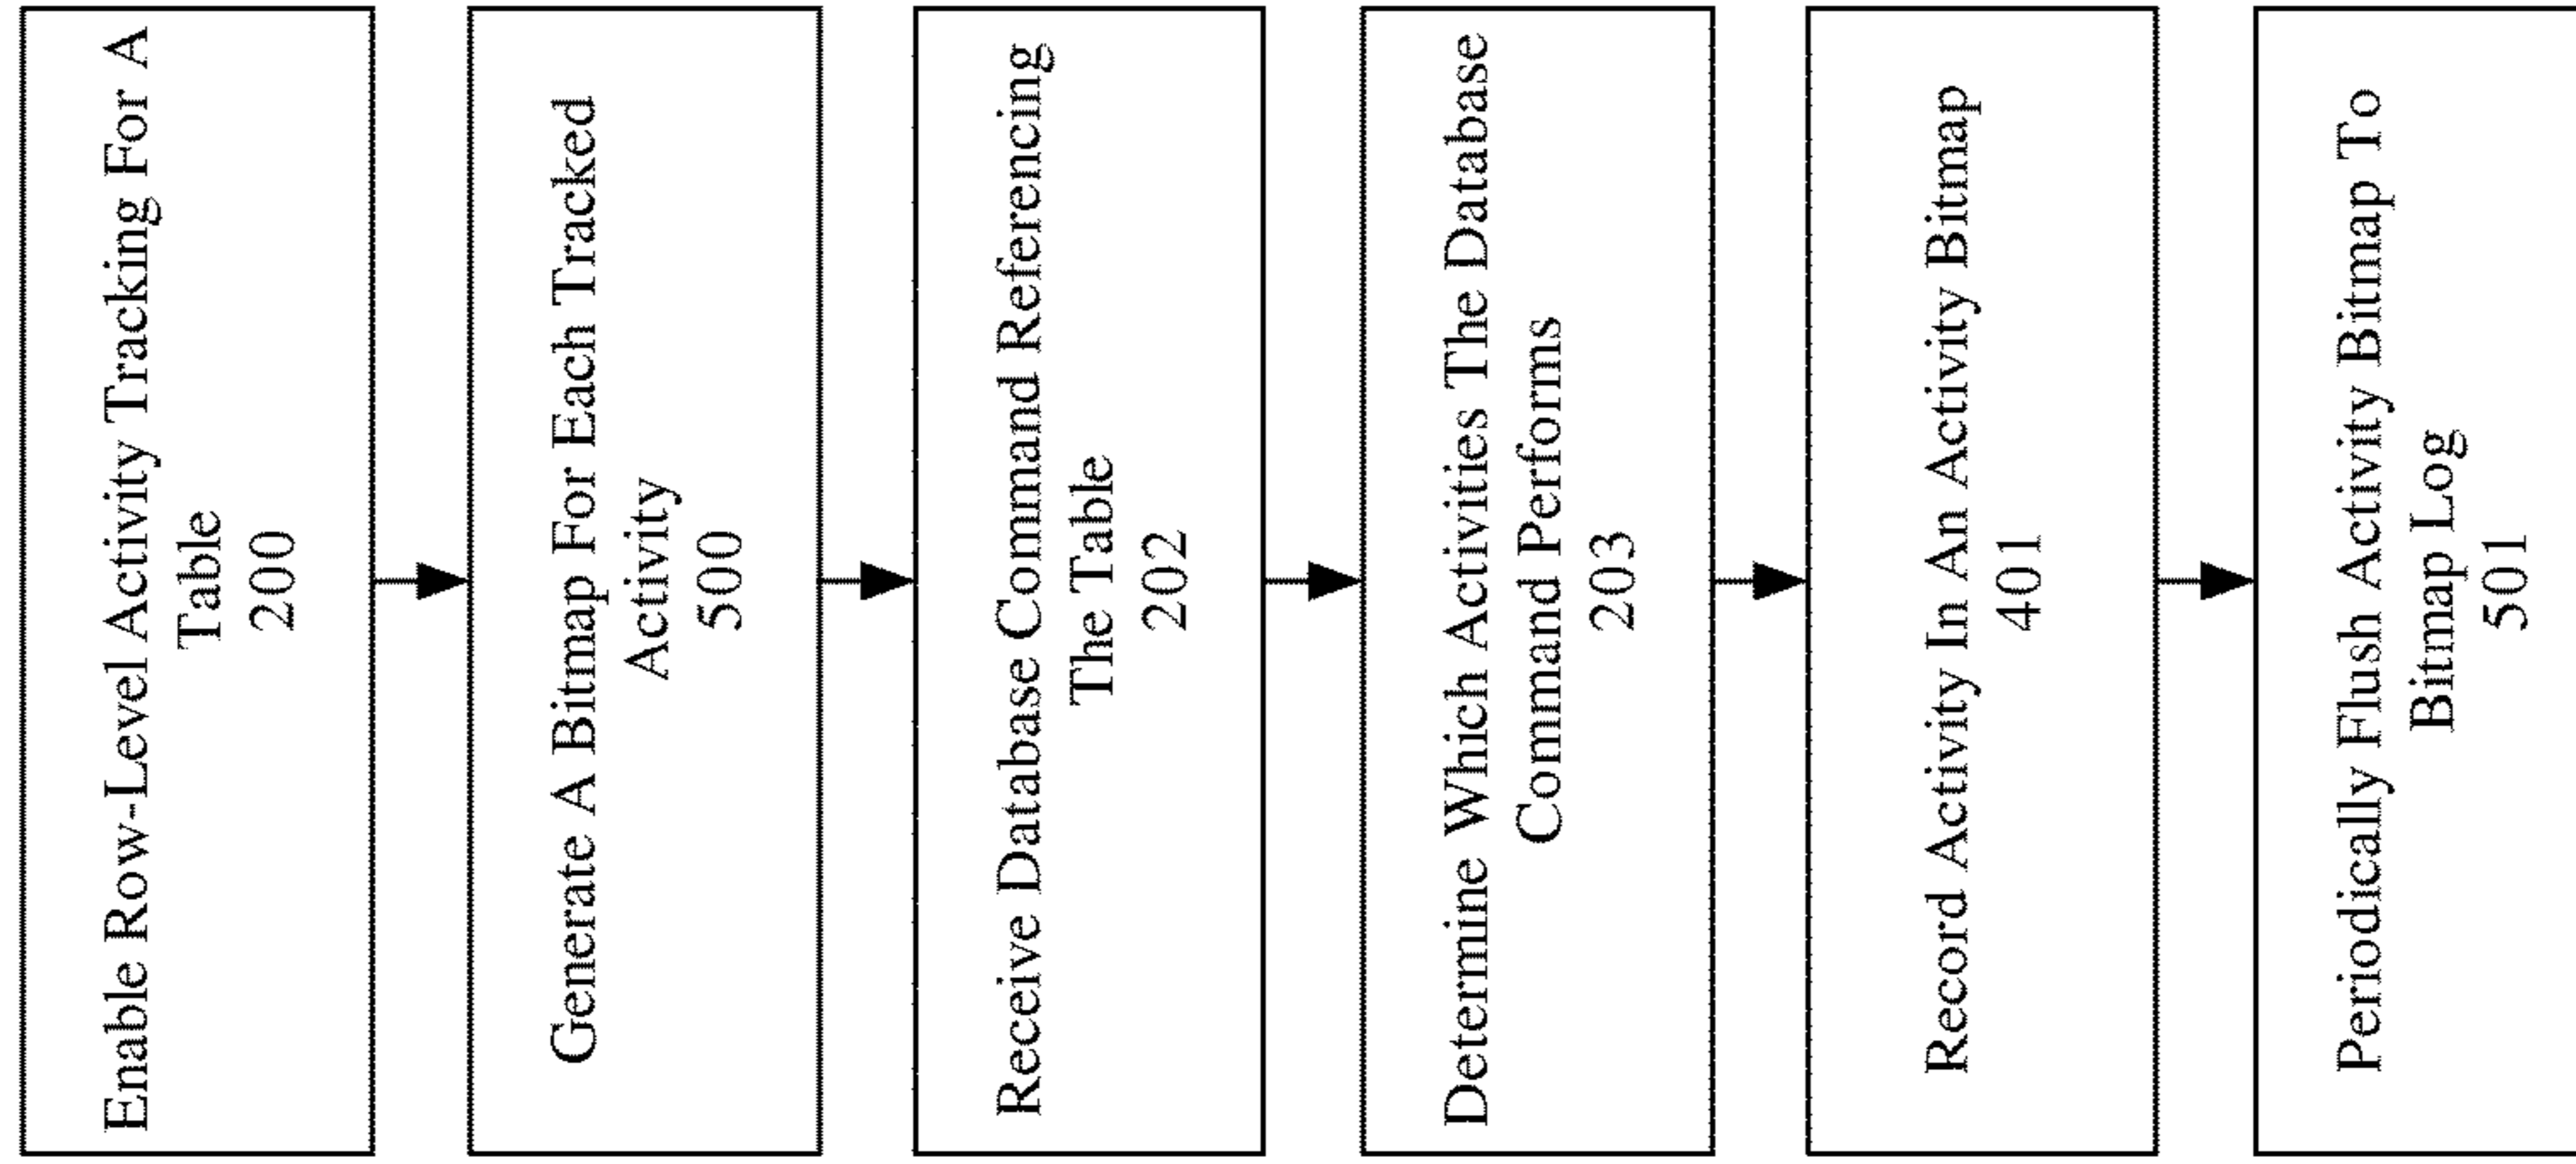 Enable Row-Level Activity Tracking For A
Table
200
Generate A Bitmap For Each Tracked
Activity
500
Receive Database Command Referencing
The Table
202
Determine Which Activities The Database
Command Performs
203
Record Activity In An Activity Bitmap
401
Periodically Flush Activity Bitmap To
Bitmap Log
501